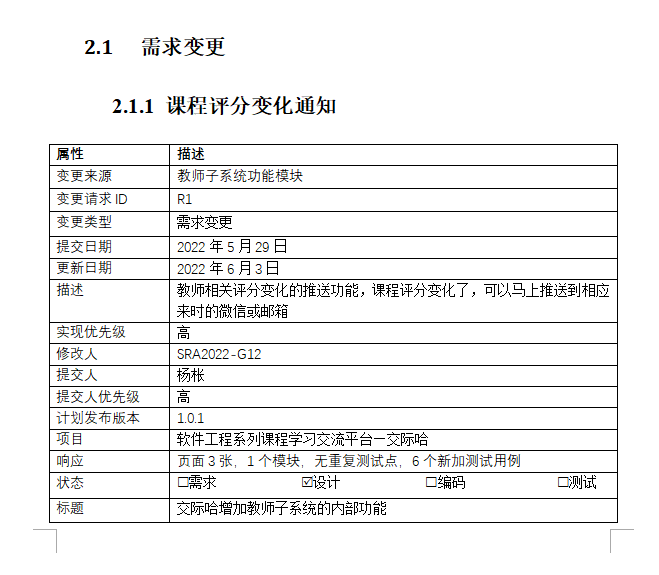 2.1 需求变更
2.1.1 课程评分变化通知
属性 描述
变更来源 教师子系统功能模块
变更请求 ID R1
变更类型 需求变更
提交日期 2022 年 5 月 29 日
更新日期 2022 年 6 月 3 日
描述 教师相关评分变化的推送功能，课程评分变化了，可以马上推送到相应
来时的微信或邮箱
实现优先级 高
修改人 SRA2022-G12
提交人 杨枨
提交人优先级 高
计划发布版本 1.0.1
项目 软件工程系列课程学习交流平台—交际哈
响应 页面 3 张，1 个模块，无重复测试点，6 个新加测试用例
状态 ☐需求 ☑设计 ☐编码 ☐测试
标题 交际哈增加教师子系统的内部功能